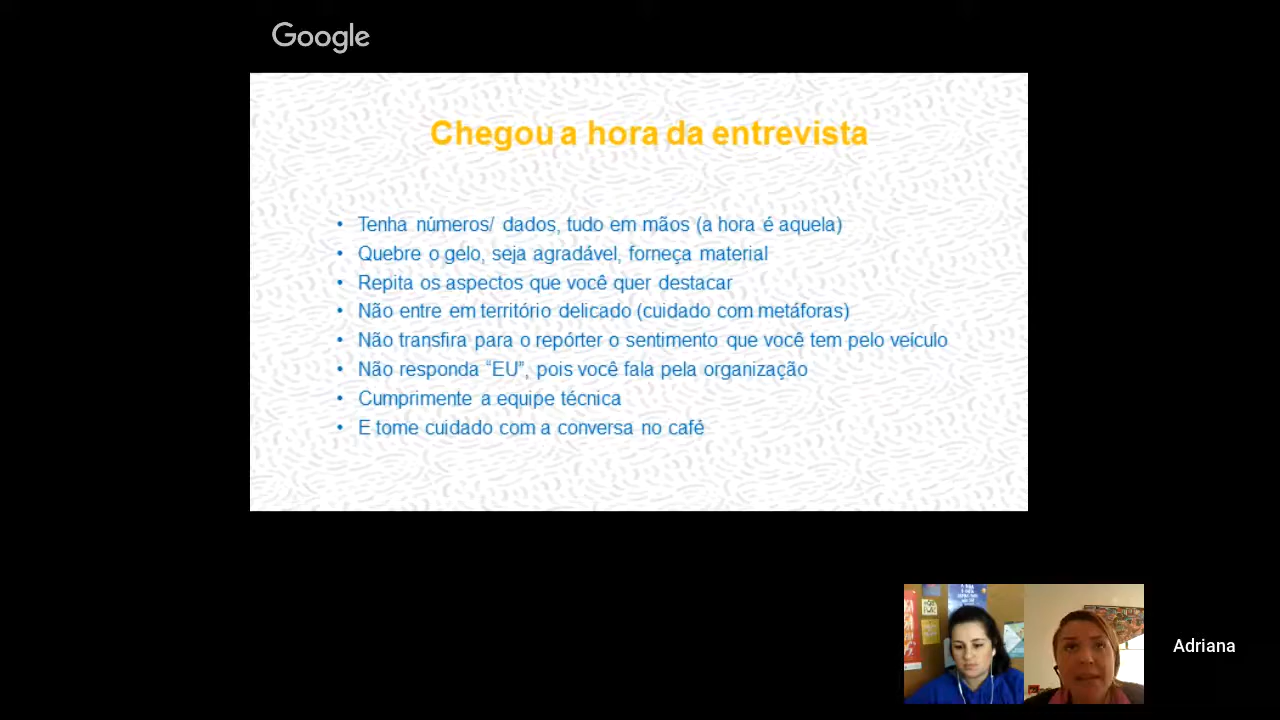 Google
Chegou a hora da entrevista
• Tenha números/ dados, tudo em mãos (a hora é aquela)
• Quebre o gelo, seja agradável, forneça material
• Repita os aspectos que você quer destacar
• Não entre em território delicado (cuidado com metáforas)
• Não transfira para o repórter o sentimento que você tem pelo veículo
• Não responda “EU”, pois você fala pela organização
• Cumprimente a equipe técnica
• E tome cuidado com a conversa no café
Adriana